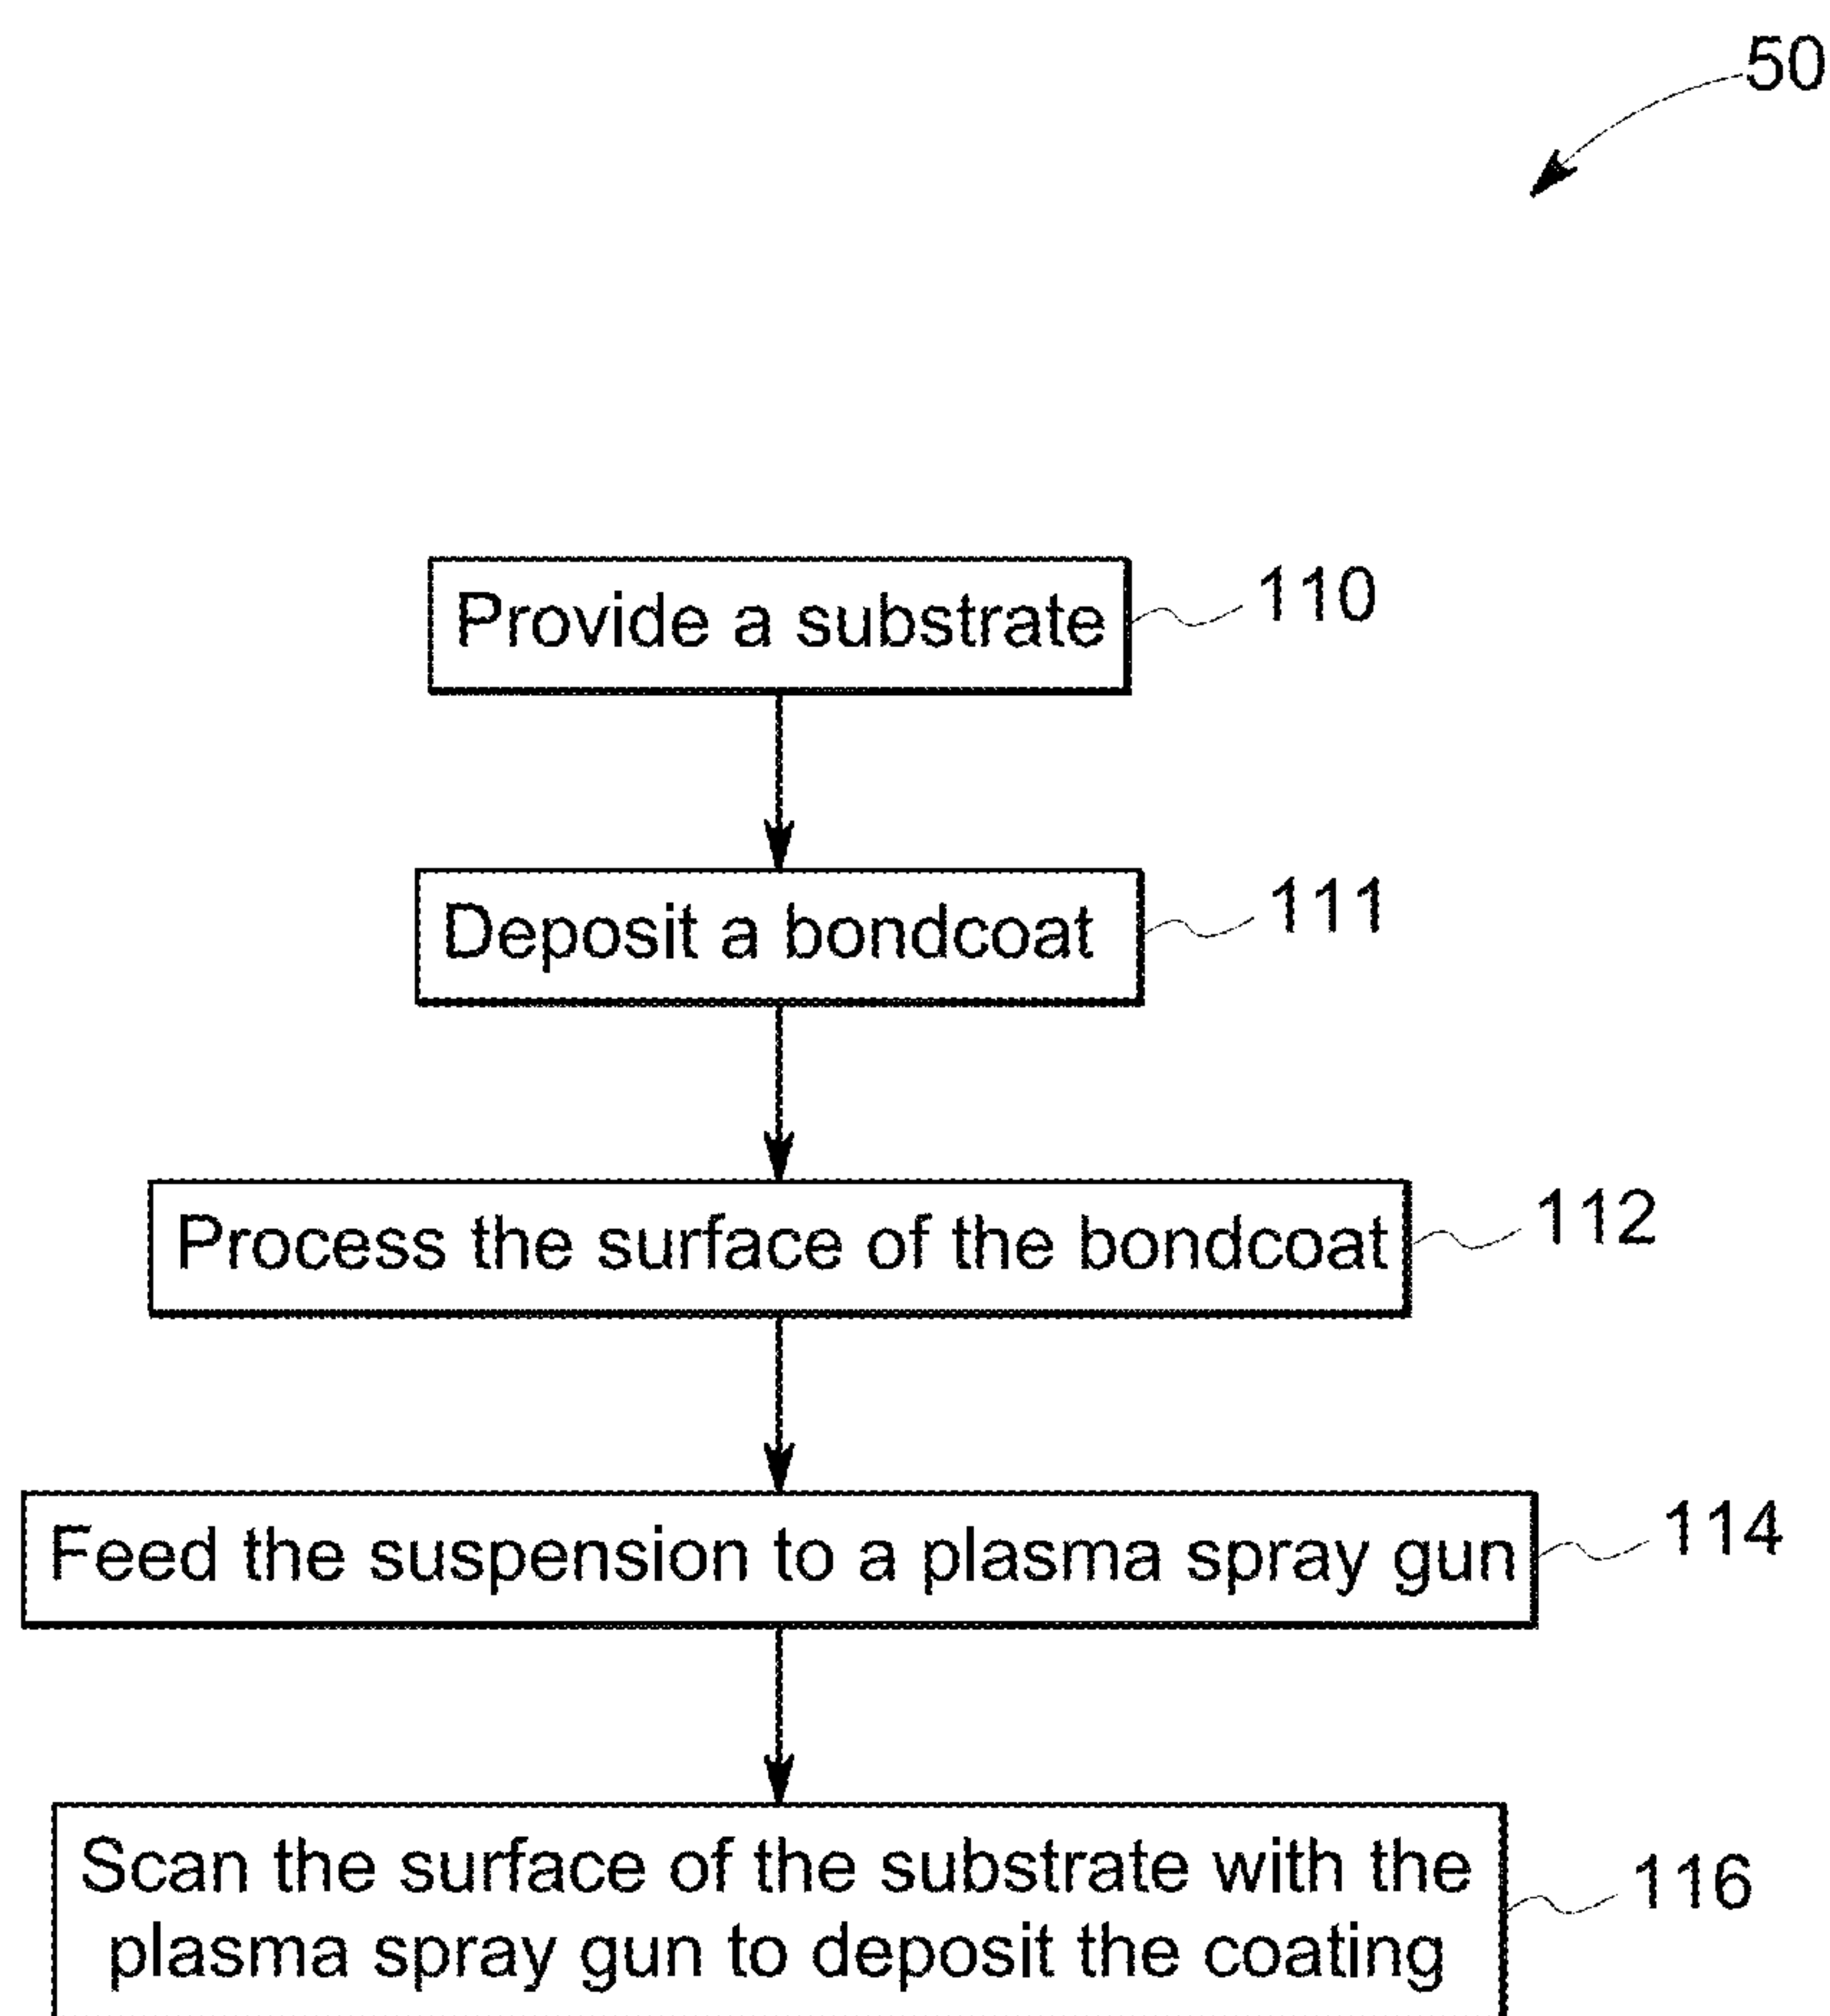 50
Provide a substrate 110
Deposit a bondcoat 111
Process the surface of the bondcoat 112
Feed the suspension to a plasma spray gun 114
Scan the surface of the substrate with the
plasma spray gun to deposit the coating
116